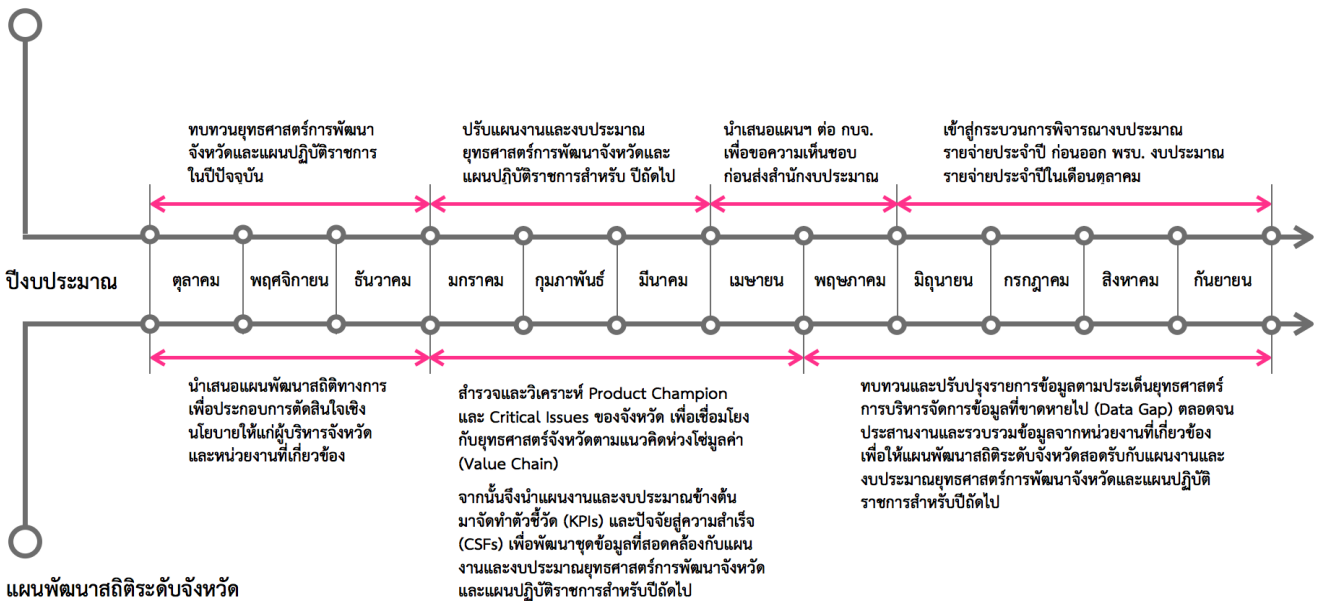 ทบทวนยุทธศาสตร์การพัฒนา
จังหวัดและแผนปฏิบัติราชการ
ในปีปัจจุบัน
ปรับแผนงานและงบประมาณ
ยุทธศาสตร์การพัฒนาจังหวัดและ
แผนปฏิบัติราชการสำหรับ ปีถัดไป
นำเสนอแผนฯ ต่อ กบจ.
เพื่อขอความเห็นชอบ
ก่อนส่งสำนักงบประมาณ
เข้าสู่กระบวนการพิจารณางบประมาณ
รายจ่ายประจำปี ก่อนออก พรบ. งบประมาณ
รายจ่ายประจำปีในเดือนตุลาคม
ปีงบประมาณ
ตุลาคม
พฤศจิกายน
ธันวาคม
มกราคม
กุมภาพันธ์
มีนาคม
เมษายน
พฤษภาคม
มิถุนายน
กรกฎาคม
สิงหาคม
กันยายน
นำเสนอแผนพัฒนาสถิติทางการ
เพื่อประกอบการตัดสินใจเชิง
นโยบายให้แก่ผู้บริหารจังหวัด
และหน่วยงานที่เกี่ยวข้อง
สำรวจและวิเคราะห์ Product Champion
และ Critical Issues ของจังหวัด เพื่อเชื่อมโยง
กับยุทธศาสตร์จังหวัดตามแนวคิดห่วงโซ่มูลค่า
(Value Chain)
จากนั้นจึงนำแผนงานและงบประมาณข้างต้น
มาจัดทำตัวชี้วัด (KPIs) และปัจจัยสู่ความสำเร็จ
(CSFs) เพื่อพัฒนาชุดข้อมูลที่สอดคล้องกับแผน
งานและงบประมาณยุทธศาสตร์การพัฒนาจังหวัด
และแผนปฏิบัติราชการสำหรับปีถัดไป
ทบทวนและปรับปรุงรายการข้อมูลตามประเด็นยุทธศาสตร์
การบริหารจัดการข้อมูลที่ขาดหายไป (Data Gap) ตลอดจน
ประสานงานและรวบรวมข้อมูลจากหน่วยงานที่เกี่ยวข้อง
เพื่อให้แผนพัฒนาสถิติระดับจังหวัดสอดรับกับแผนงานและ
งบประมาณยุทธศาสตร์การพัฒนาจังหวัดและแผนปฏิบัติ
ราชการสำหรับปีถัดไป
แผนพัฒนาสถิติระดับจังหวัด